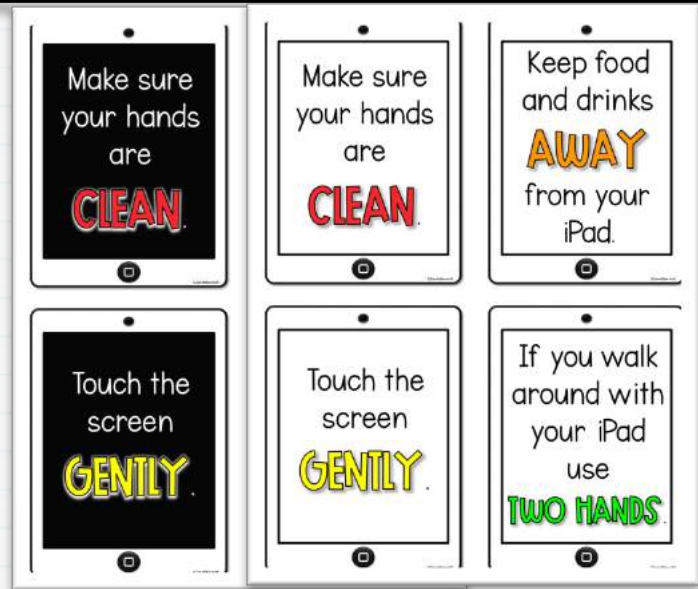 Make sure
your hands
are
CLEAN.
Touch the
screen
GENTLY.
Make sure
your hands
are
CLEAN.
Keep food
and drinks
AWAY
from your
iPad.
Touch the
screen
GENTLY.
If you walk
around with
your iPad
use
TWO HANDS.